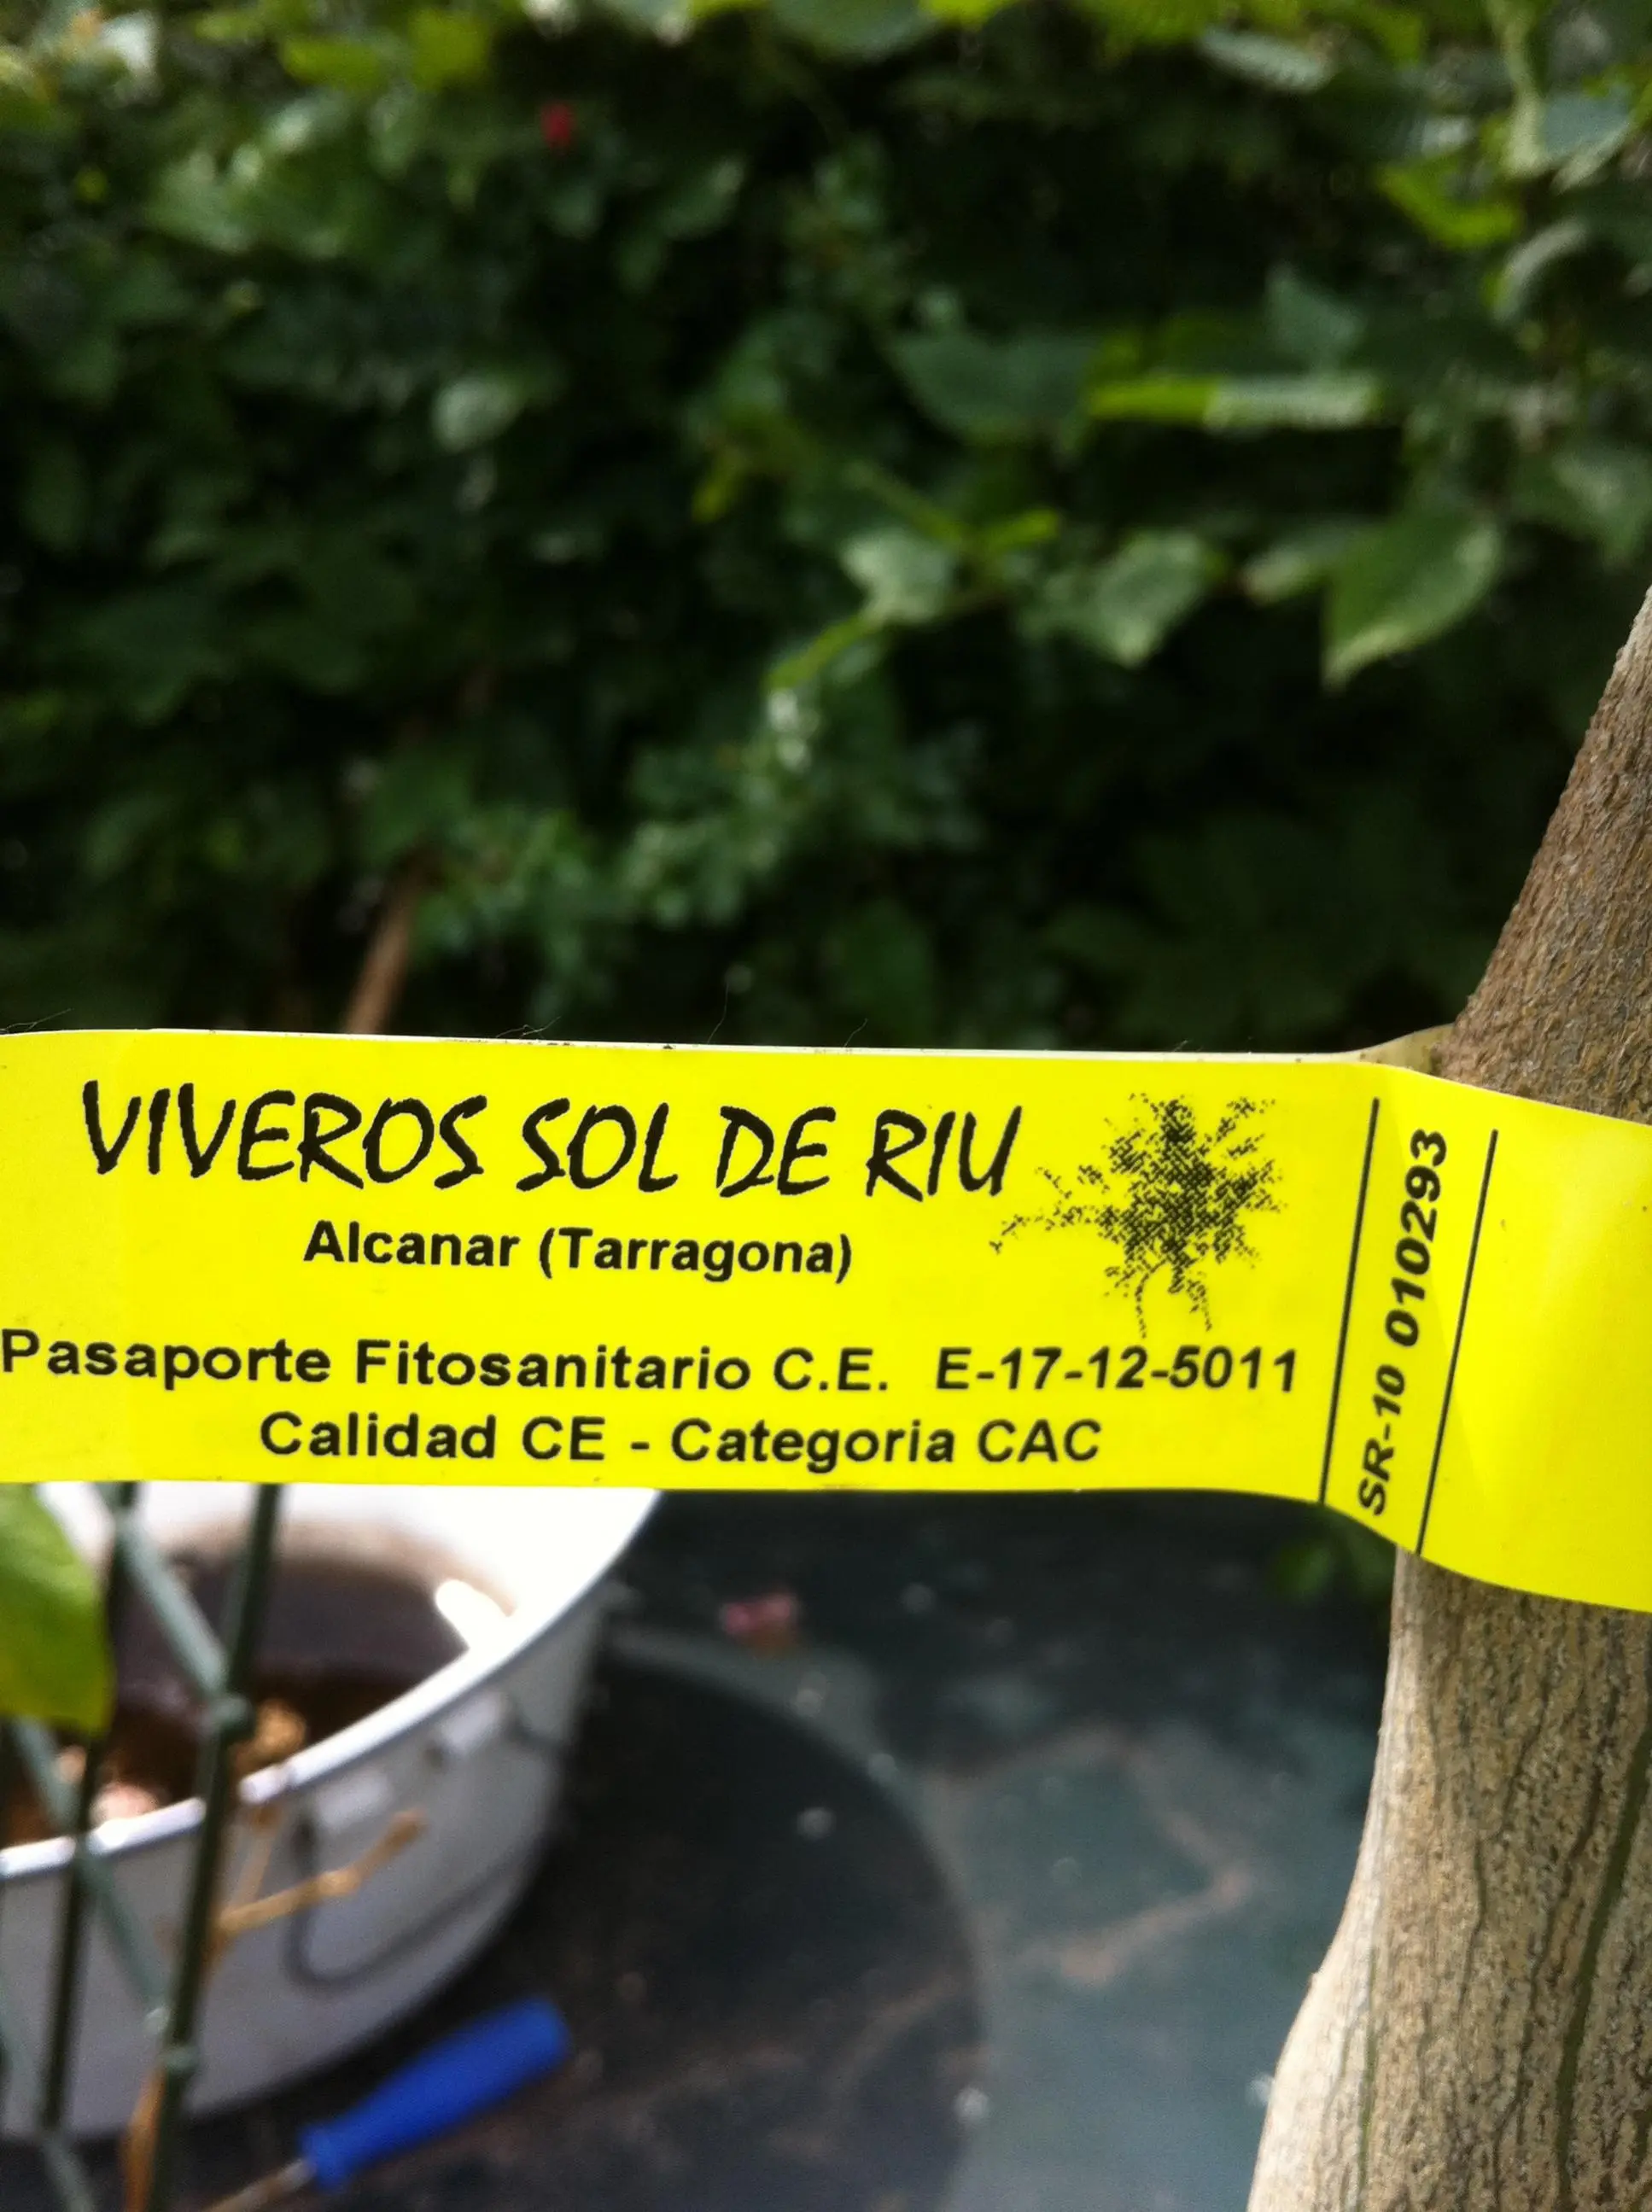 VIVEROS SOL DE RIU
Alcanar (Tarragona)
Pasaporte Fitosanitario C.E. E-17-12-5011
Calidad CE - Categoria CAC
SR-10 010293